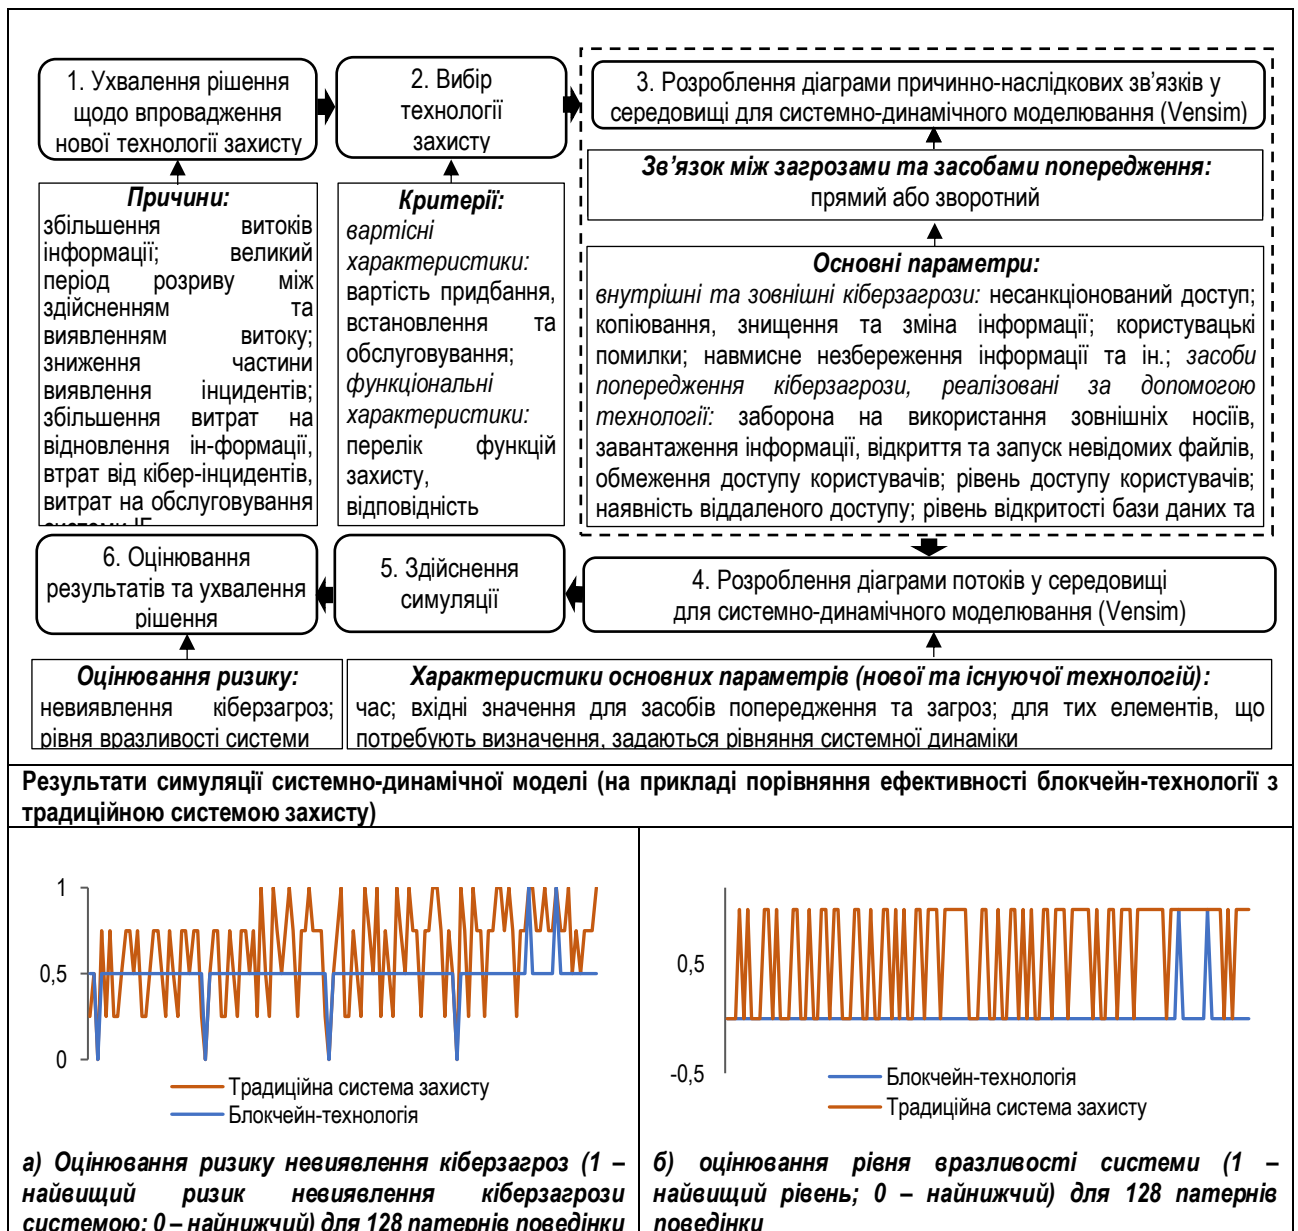 1. Ухвалення рішення
щодо впровадження
нової технології захисту
2. Вибір
технології
захисту
3. Розроблення діаграми причинно-наслідкових зв’язків у
середовищі для системно-динамічного моделювання (Vensim)
Зв’язок між загрозами та засобами попередження:
прямий або зворотний
Причини:
збільшення витоків
інформації; великий
період розриву між
здійсненням та
виявленням витоку;
зниження частини
виявлення інцидентів;
збільшення витрат на
відновлення ін-формації,
втрат від кібер-інцидентів,
витрат на обслуговування
системи ІБ
Критерії:
вартісні
характеристики:
вартість придбання,
встановлення та
обслуговування;
функціональні
характеристики:
перелік функцій
захисту,
відповідність
Основні параметри:
внутрішні та зовнішні кіберзагрози: несанкціонований доступ;
копіювання, знищення та зміна інформації; користувацькі
помилки; навмисне незбереження інформації та ін.; засоби
попередження кіберзагрози, реалізовані за допомогою
технології: заборона на використання зовнішніх носіїв,
завантаження інформації, відкриття та запуск невідомих файлів,
обмеження доступу користувачів; рівень доступу користувачів;
наявність віддаленого доступу; рівень відкритості бази даних та
6. Оцінювання
результатів та ухвалення
рішення
5. Здійснення
симуляції
4. Розроблення діаграми потоків у середовищі
для системно-динамічного моделювання (Vensim)
Оцінювання ризику:
невиявлення кіберзагроз;
рівня вразливості системи
Характеристики основних параметрів (нової та існуючої технологій):
час; вхідні значення для засобів попередження та загроз; для тих елементів, що
потребують визначення, задаються рівняння системної динаміки
Результати симуляції системно-динамічної моделі (на прикладі порівняння ефективності блокчейн-технології з
традиційною системою захисту)
1
0,5
0
Традиційна система захисту
Блокчейн-технологія
0,5
-0,5
Блокчейн-технологія
Традиційна система захисту
а) Оцінювання ризику невиявлення кіберзагроз (1 –
найвищий ризик невиявлення кіберзагрози
системою; 0 – найнижчий) для 128 патернів поведінки
б) оцінювання рівня вразливості системи (1 –
найвищий рівень; 0 – найнижчий) для 128 патернів
поведінки